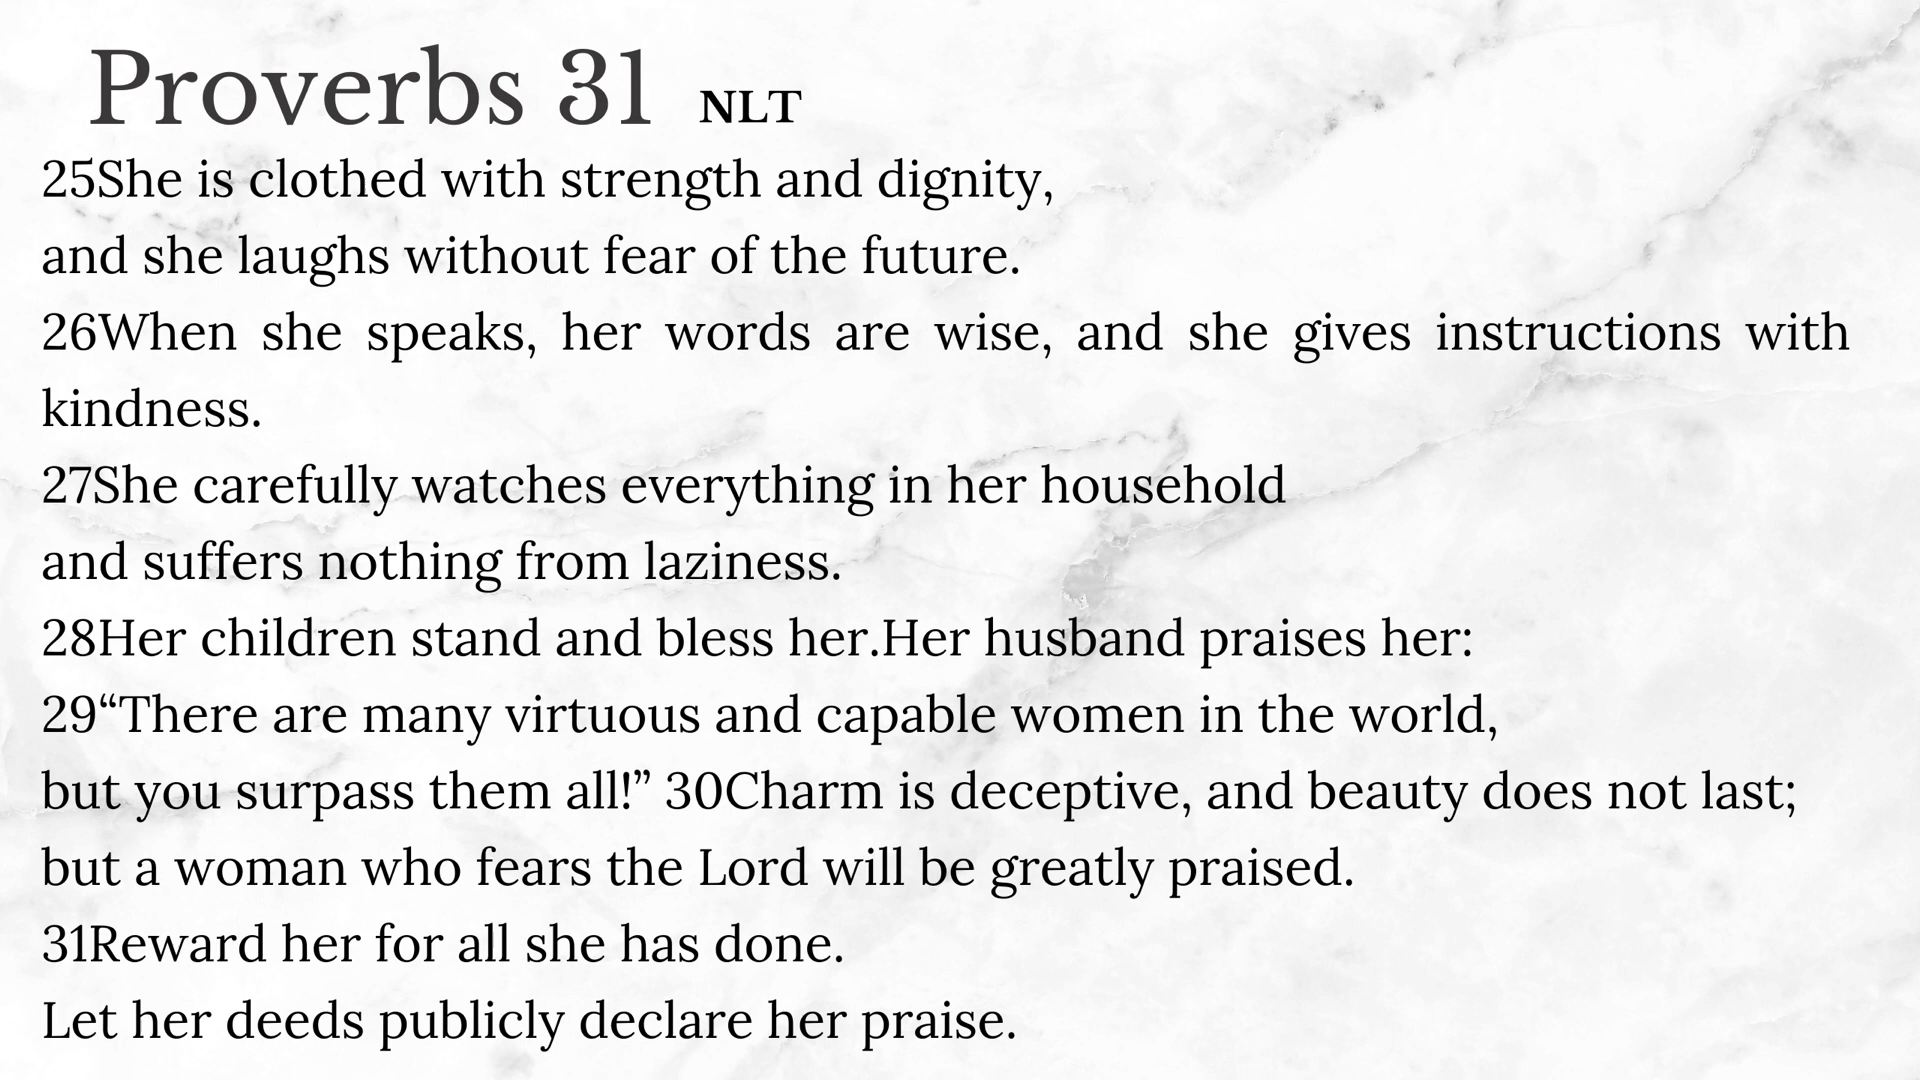 Proverbs 31 NLT
25She is clothed with strength and dignity,
and she laughs without fear of the future.
26When she speaks, her words are wise, and she gives instructions with
kindness.
27She carefully watches everything in her household
and suffers nothing from laziness.
28Her children stand and bless her.Her husband praises her:
29“There are many virtuous and capable women in the world,
but you surpass them all!” 30Charm is deceptive, and beauty does not last;
but a woman who fears the Lord will be greatly praised.
31Reward her for all she has done.
Let her deeds publicly declare her praise.